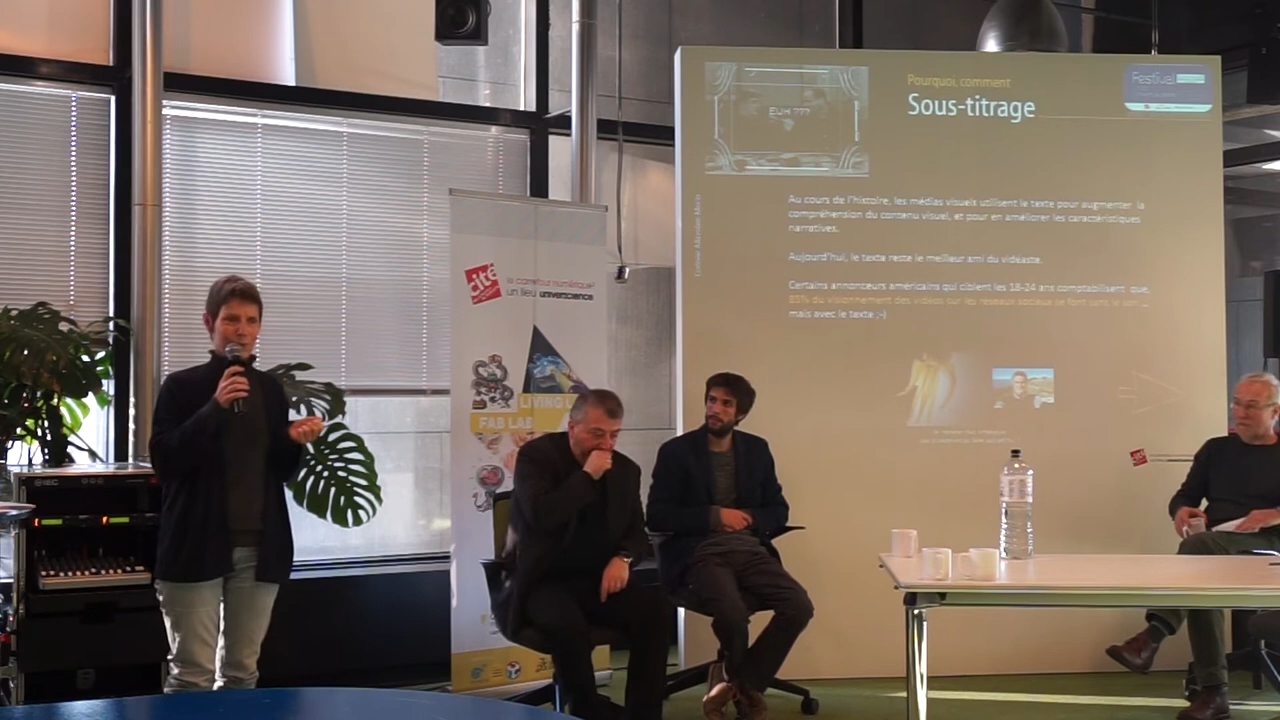 Pourquoi, comment
Sous-titrage
Festival
EUH ???
Au cours de l'histoire, les médias visuels utilisent le texte pour augmenter la
compréhension du contenu visuel, et pour en améliorer les caractéristiques
narratives.
Aujourd'hui, le texte reste le meilleur ami du vidéaste.
Certains annonceurs américains qui ciblent les 18-24 ans comptabilisent que
85% du visionnement des vidéos sur les réseaux sociaux se font sans le son ...
mais avec le texte ;-)
cité
le carrefour numérique²
un lieu universcience
LIVING
FAB LAB